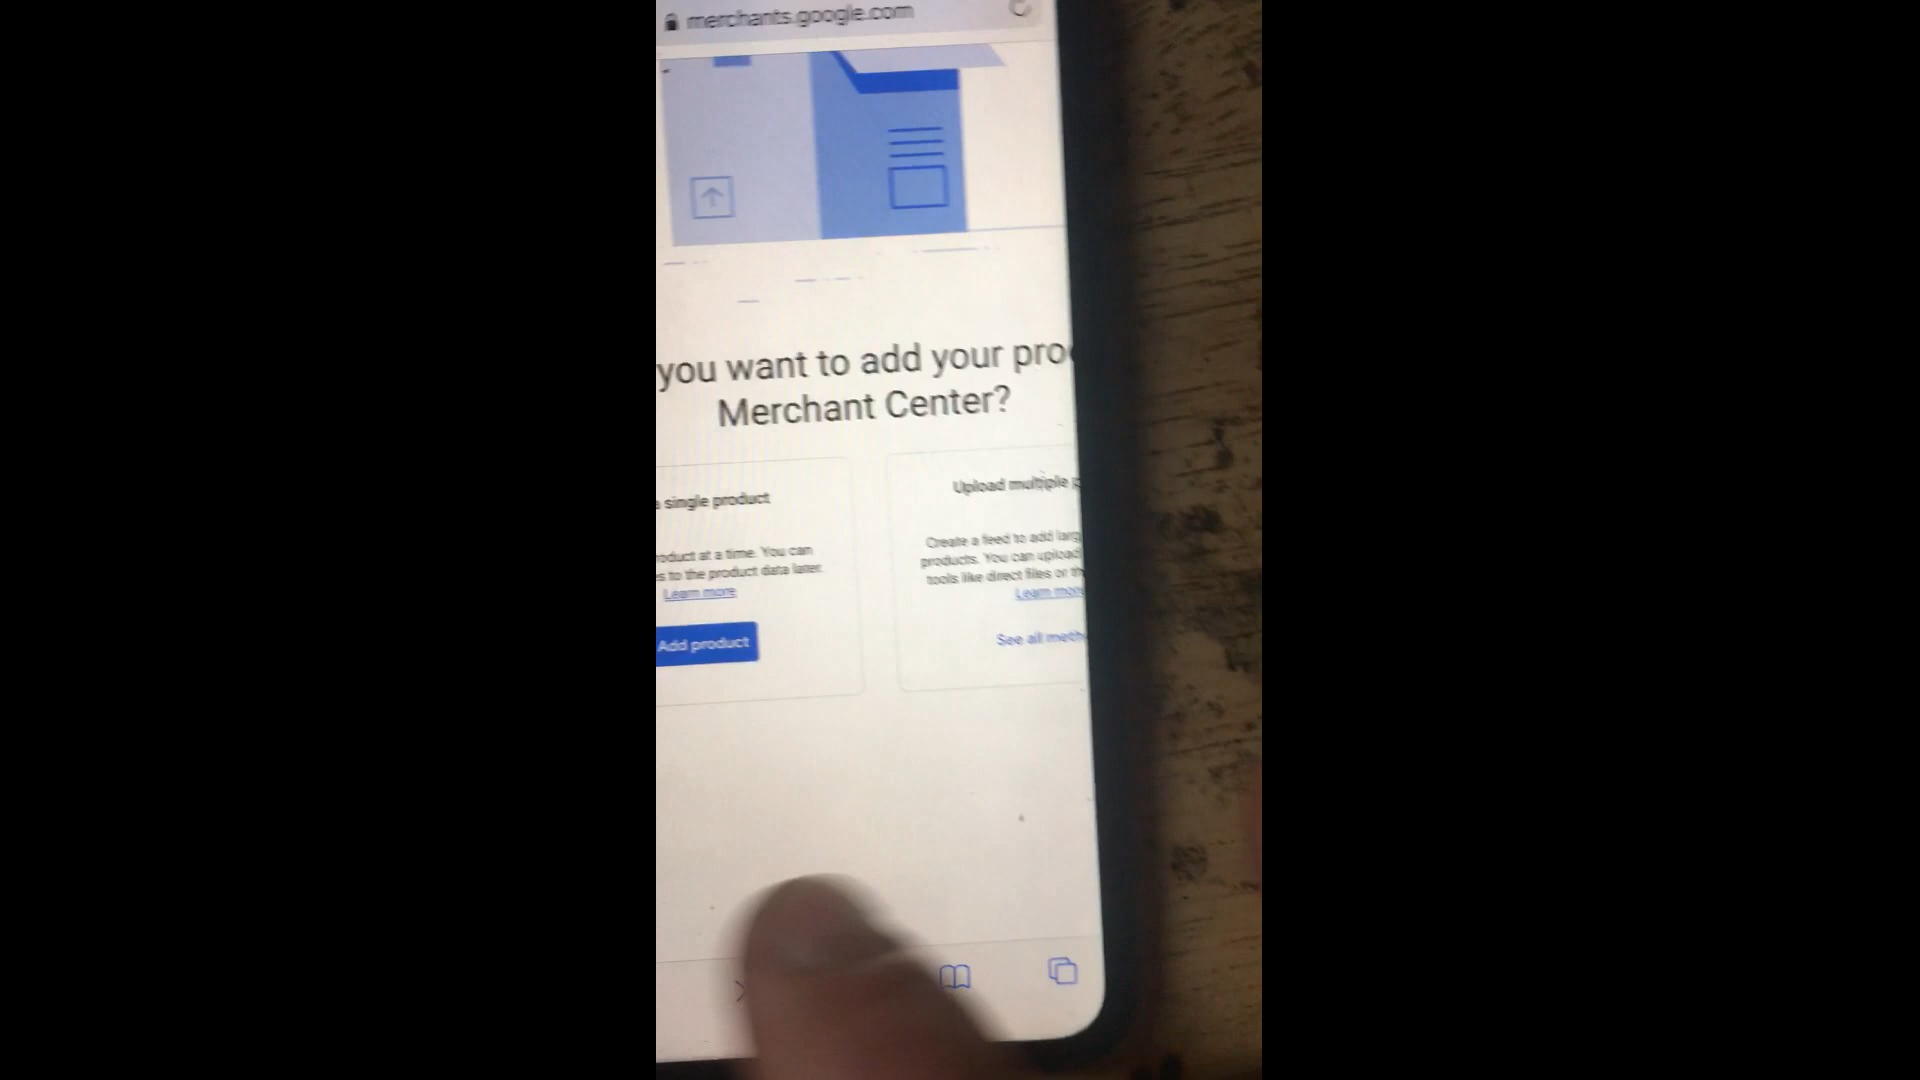 merchants.google.com
you want to add your pro
Merchant Center?
single product
oduct at a time. You can
s to the product data later.
Learn more
Add product
Upload multiple
Create a feed to add larg
products. You can upload
tools like direct files or th
Learn more
See all meth